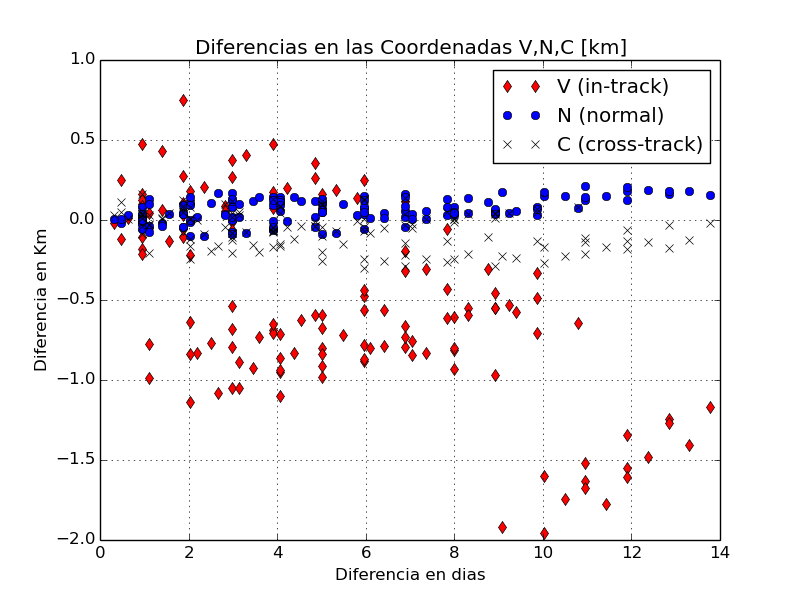 Diferencias en las Coordenadas V,N,C [km]
V (in-track)
N (normal)
C (cross-track)
1.0
0.5
0.0
−0.5
−1.0
−1.5
−2.0
Diferencia en Km
0 2 4 6 8 10 12 14
Diferencia en dias